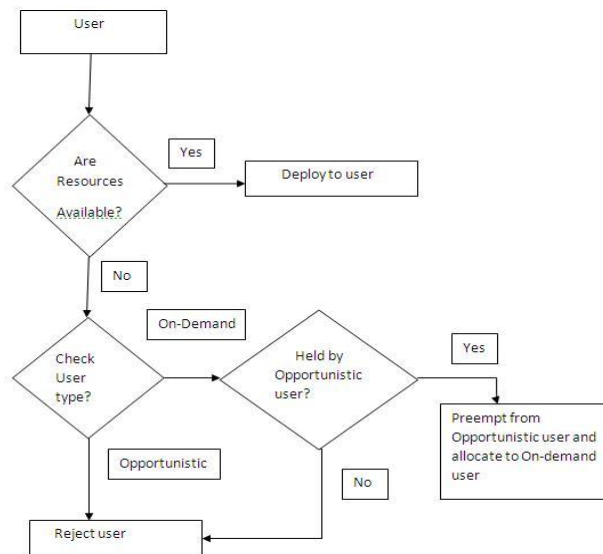 User
Are
Resources
Available?
Yes
Deploy to user
No
On-Demand
Check
User
type?
Held by
Opportunistic
user?
Yes
Preempt from
Opportunistic user and
allocate to On-demand
user
Opportunistic
No
Reject user